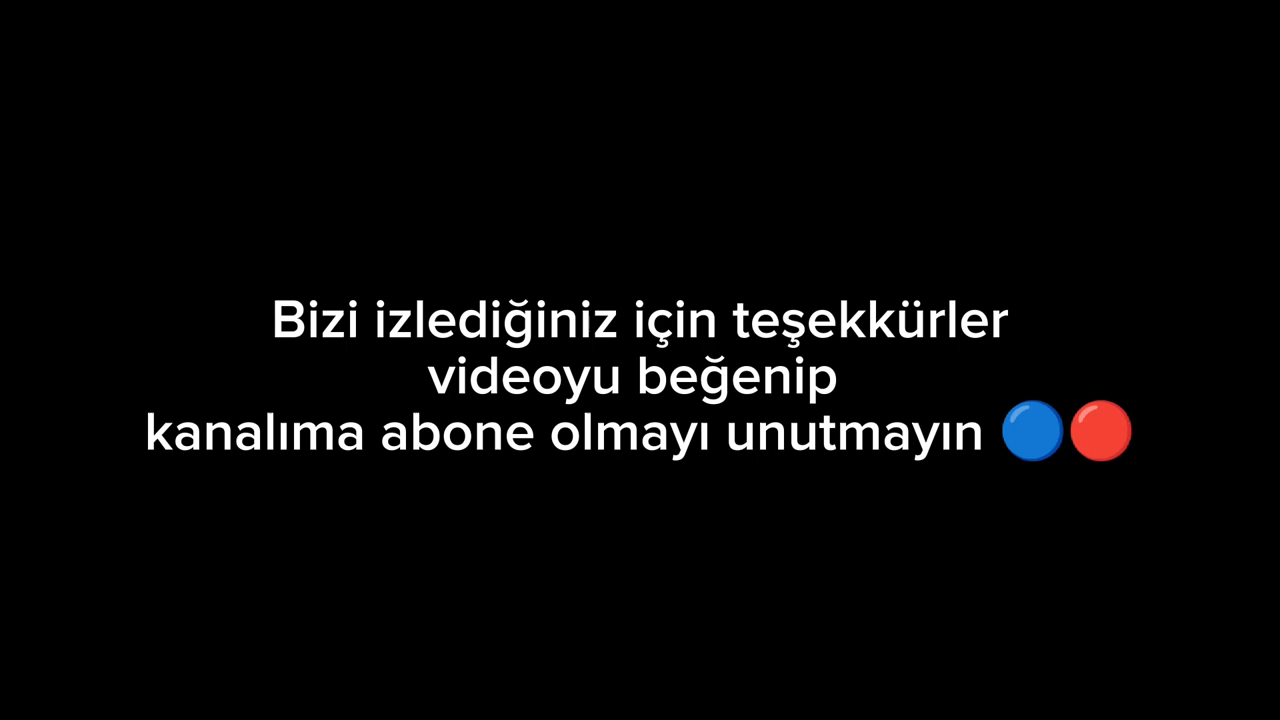 Bizi izlediğiniz için teşekkürler
videoyu beğenip
kanalıma abone olmayı unutmayın 🔵🔴